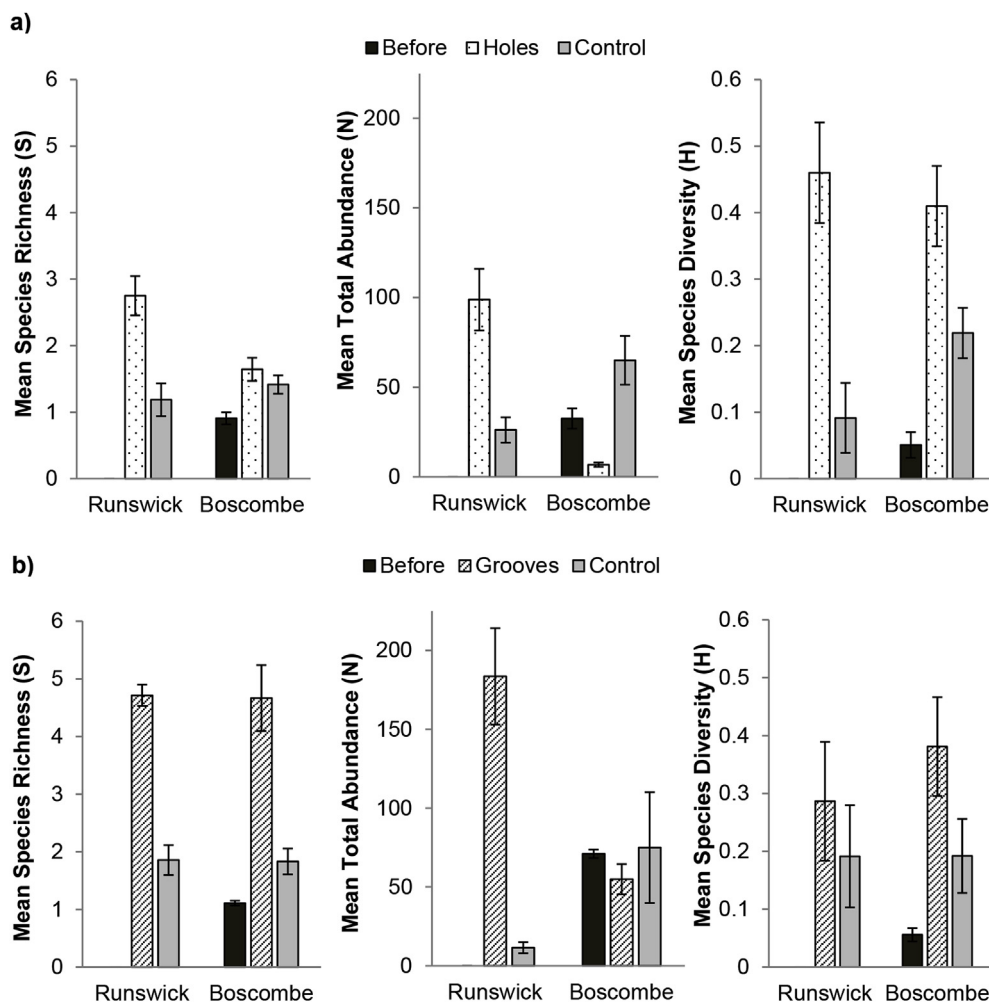 a)
Before Holes Control
Mean Species Richness (S)
6
5
4
3
2
1
0
Runswick Boscombe
Mean Total Abundance (N)
200
150
100
50
0
Runswick Boscombe
Mean Species Diversity (H)
0.6
0.5
0.4
0.3
0.2
0.1
0
Runswick Boscombe
b)
Before Grooves Control
Mean Species Richness (S)
6
5
4
3
2
1
0
Runswick Boscombe
Mean Total Abundance (N)
200
150
100
50
0
Runswick Boscombe
Mean Species Diversity (H)
0.6
0.5
0.4
0.3
0.2
0.1
0
Runswick Boscombe